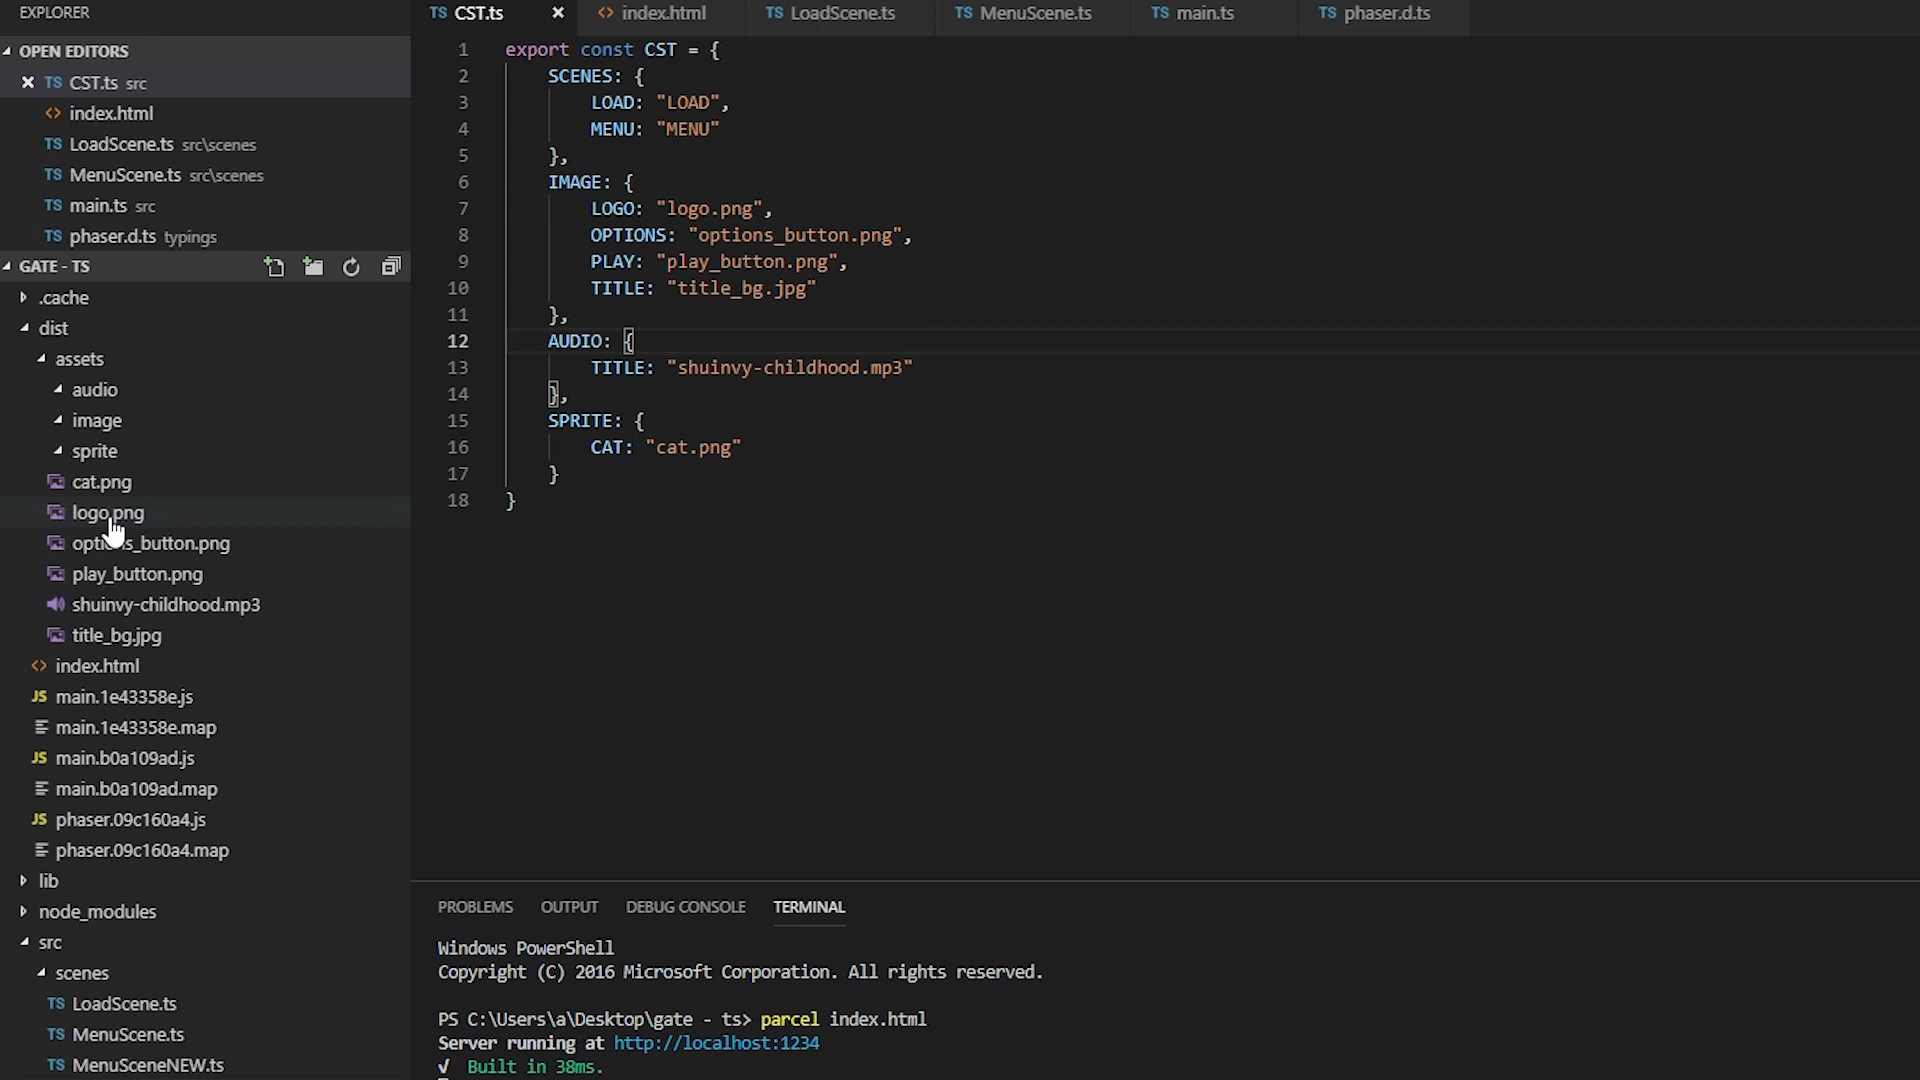 EXPLORER
OPEN EDITORS
TS CST.ts src
<> index.html
TS LoadScene.ts src\scenes
TS MenuScene.ts src\scenes
TS main.ts src
TS phaser.d.ts typings
GATE - TS
.cache
dist
assets
audio
image
sprite
cat.png
logo.png
options_button.png
play_button.png
shuinvy-childhood.mp3
title_bg.jpg
<> index.html
JS main.1e43358e.js
main.1e43358e.map
JS main.b0a109ad.js
main.b0a109ad.map
JS phaser.09c160a4.js
phaser.09c160a4.map
lib
node_modules
src
scenes
TS LoadScene.ts
TS MenuScene.ts
TS MenuSceneNEW.ts
TS CST.ts <> index.html TS LoadScene.ts TS MenuScene.ts TS main.ts TS phaser.d.ts
1 export const CST = {
2 SCENES: {
3 LOAD: "LOAD",
4 MENU: "MENU"
5 },
6 IMAGE: {
7 LOGO: "logo.png",
8 OPTIONS: "options_button.png",
9 PLAY: "play_button.png",
10 TITLE: "title_bg.jpg"
11 },
12 AUDIO: {
13 TITLE: "shuinvy-childhood.mp3"
14 },
15 SPRITE: {
16 CAT: "cat.png"
17 }
18 }
PROBLEMS OUTPUT DEBUG CONSOLE TERMINAL
Windows PowerShell
Copyright (C) 2016 Microsoft Corporation. All rights reserved.
PS C:\Users\a\Desktop\gate - ts> parcel index.html
Server running at http://localhost:1234
√ Built in 38ms.